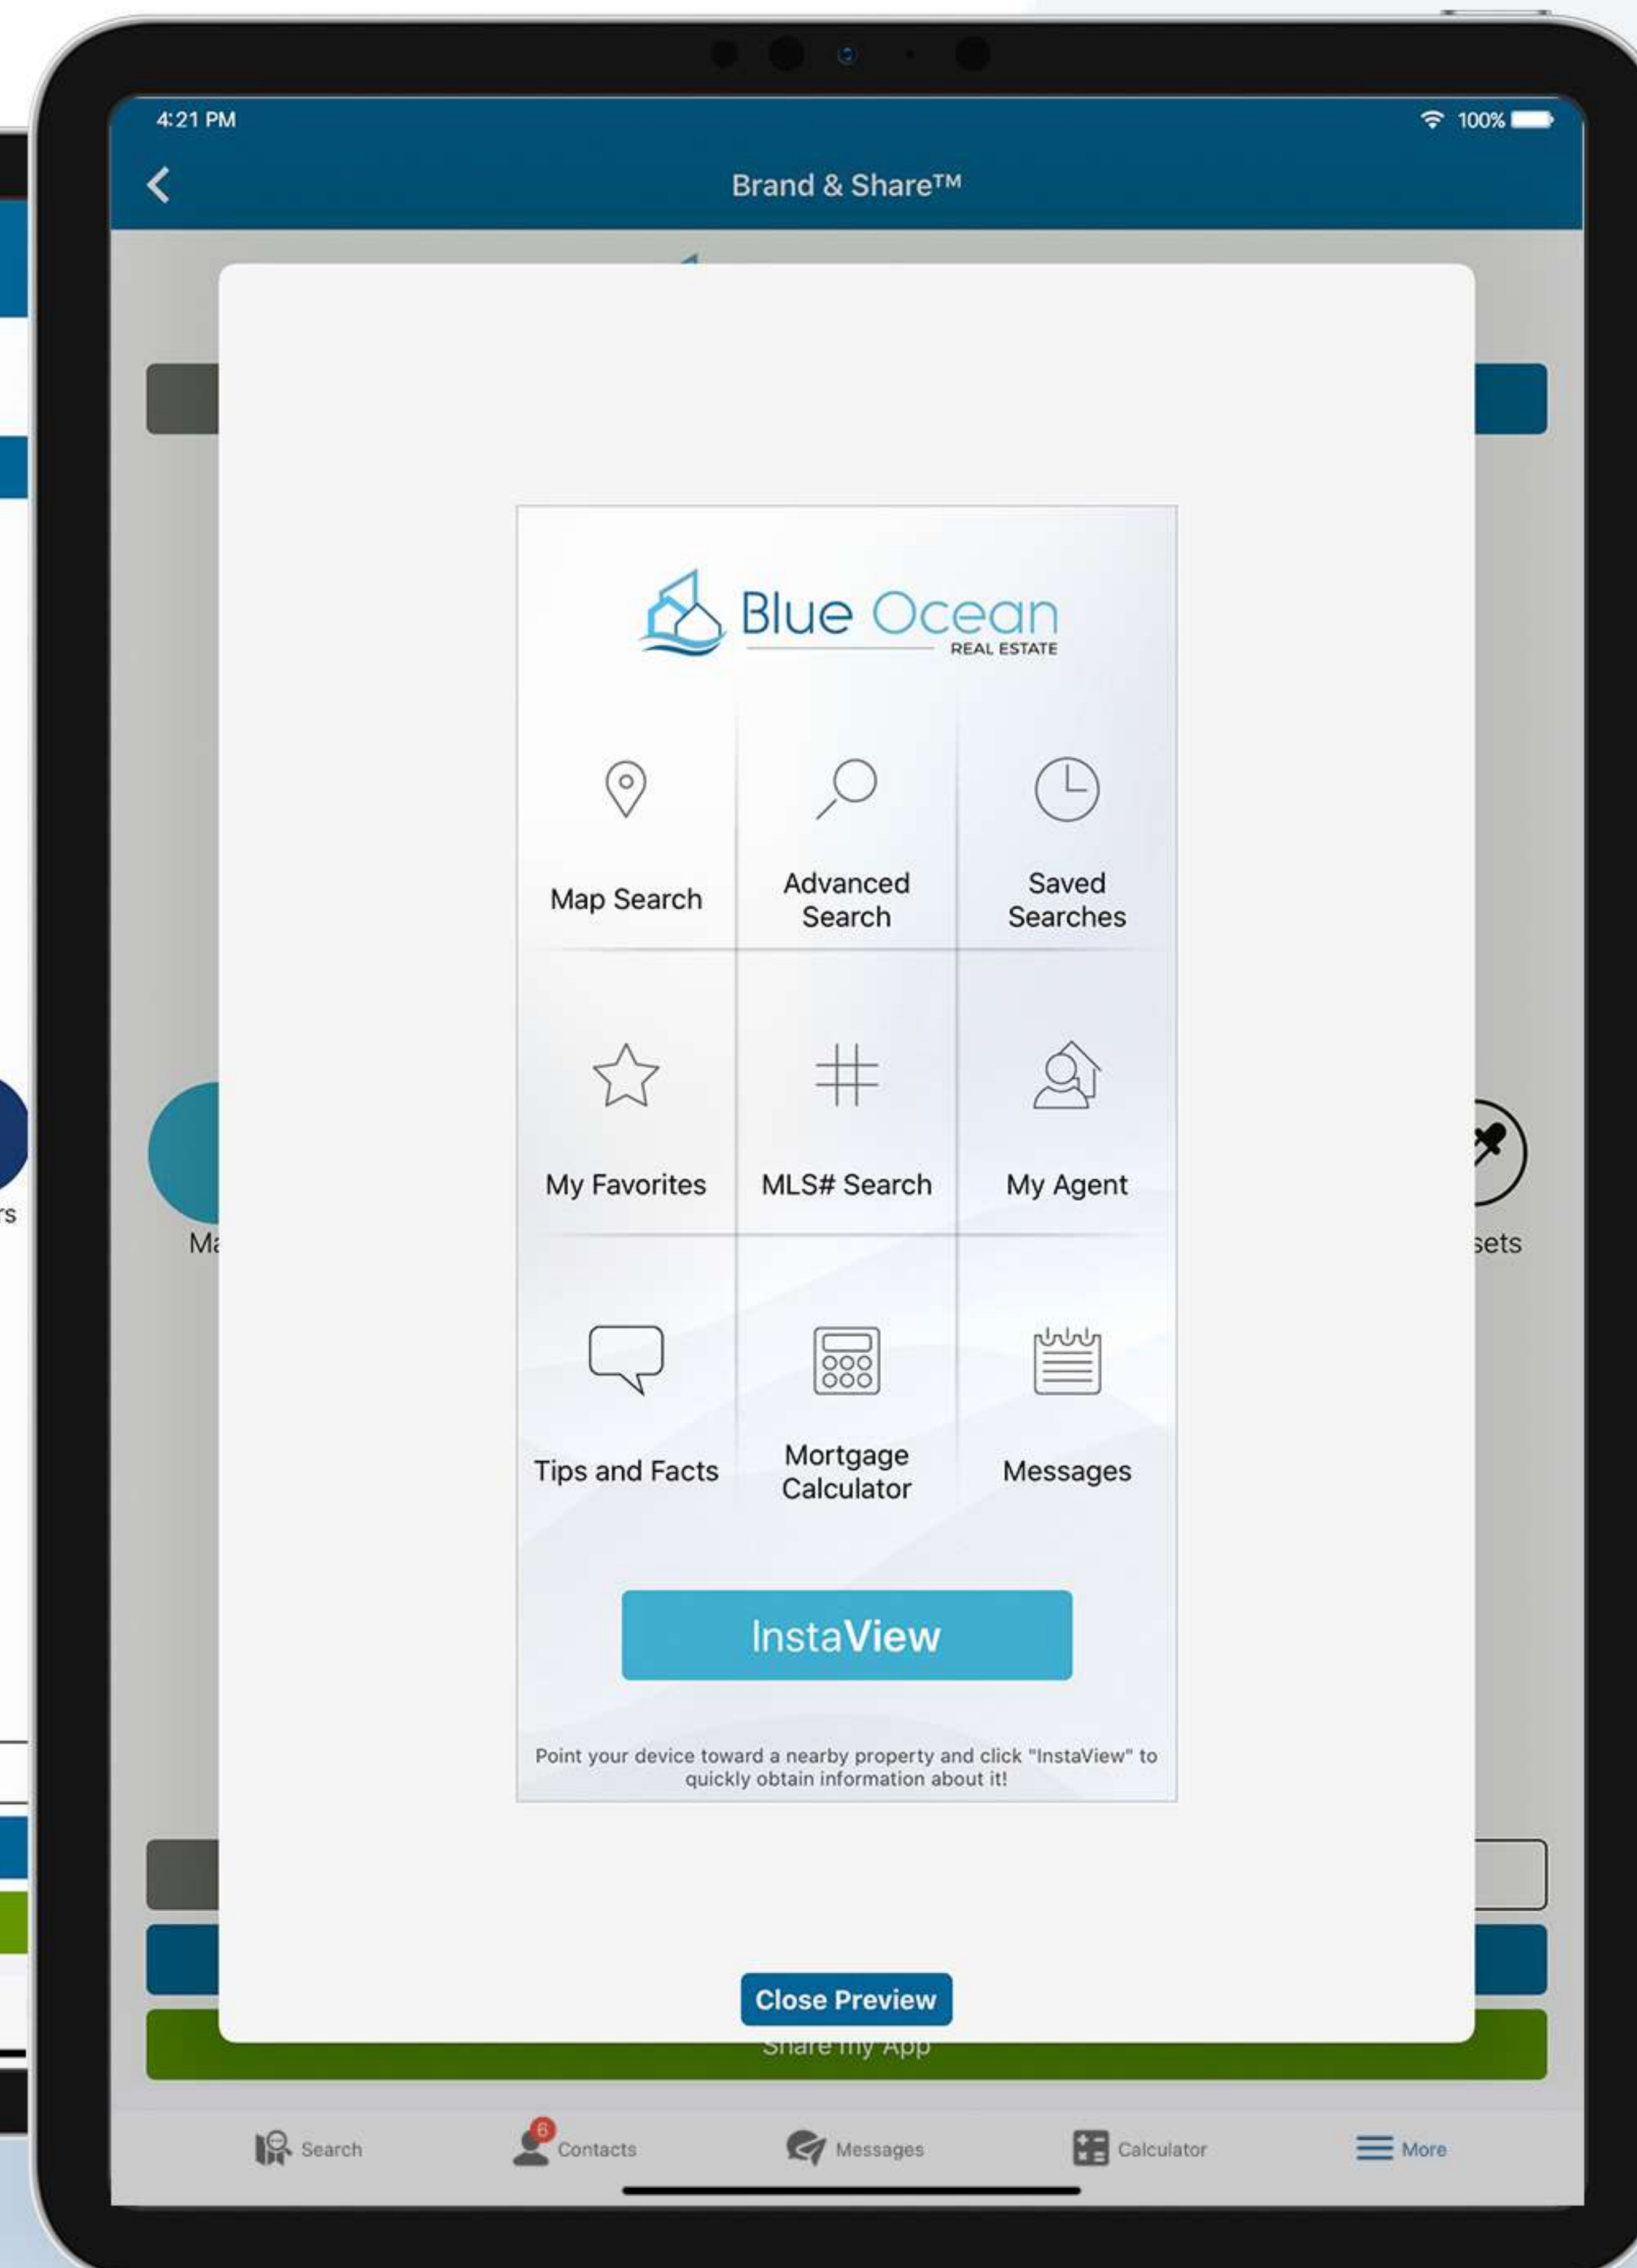 4:21 PM
100%
Brand & Share™
Blue Ocean
REAL ESTATE
Map Search
Advanced
Search
Saved
Searches
My Favorites
MLS# Search
My Agent
Tips and Facts
Mortgage
Calculator
Messages
InstaView
Point your device toward a nearby property and click "InstaView" to
quickly obtain information about it!
Close Preview
Share my App
6
Search
Contacts
Messages
Calculator
More